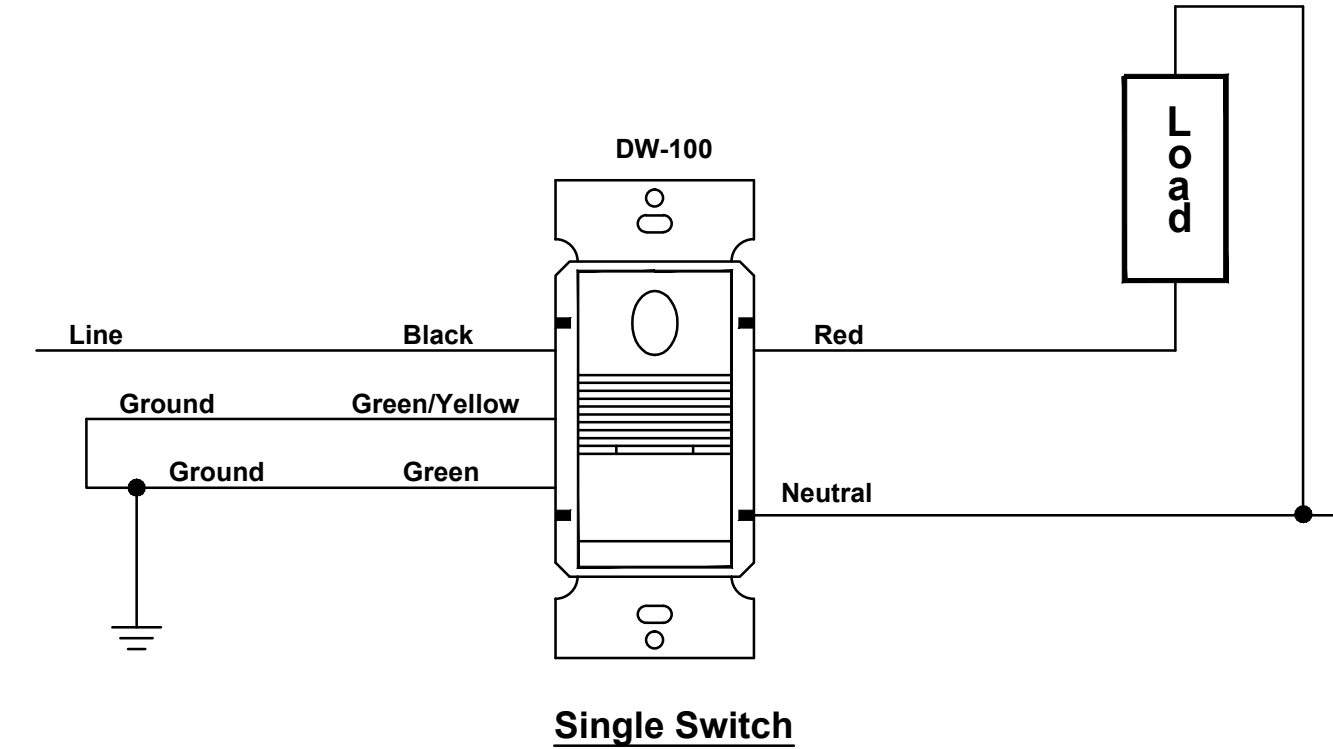 DW-100
Load
Line Black
Red
Ground Green/Yellow
Ground Green
Neutral
Single Switch